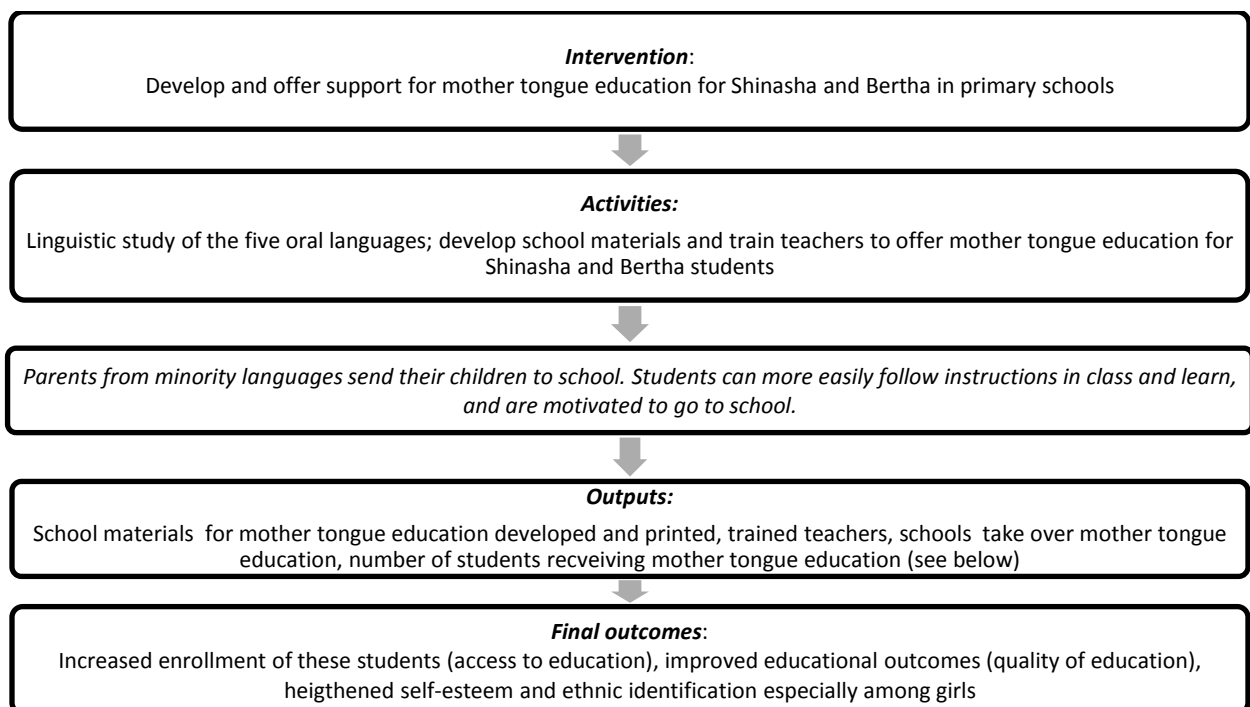 Intervention:
Develop and offer support for mother tongue education for Shinasha and Bertha in primary schools
Activities:
Linguistic study of the five oral languages; develop school materials and train teachers to offer mother tongue education for
Shinasha and Bertha students
Parents from minority languages send their children to school. Students can more easily follow instructions in class and learn,
and are motivated to go to school.
Outputs:
School materials for mother tongue education developed and printed, trained teachers, schools take over mother tongue
education, number of students recveiving mother tongue education (see below)
Final outcomes:
Increased enrollment of these students (access to education), improved educational outcomes (quality of education),
heigthened self-esteem and ethnic identification especially among girls